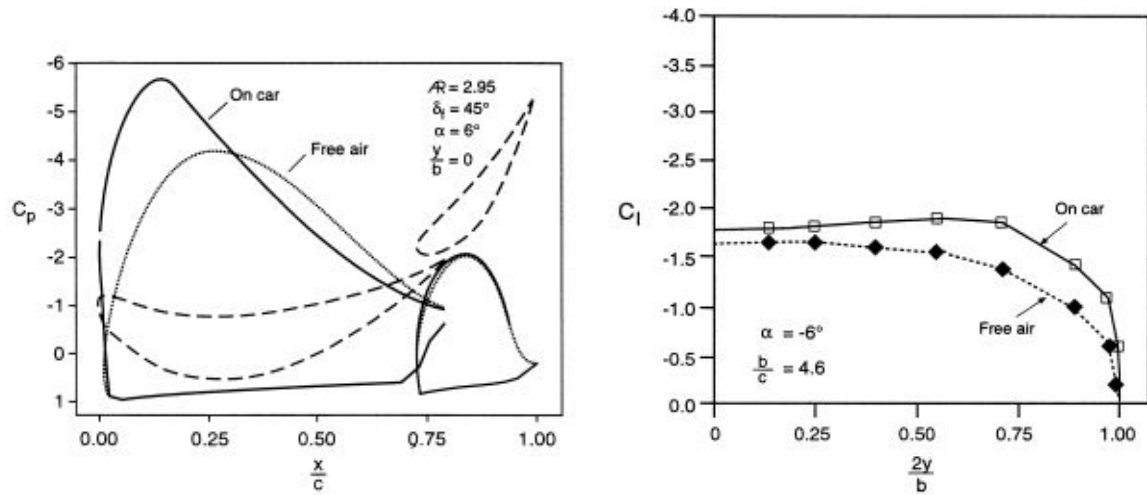 -6
-5
-4
-3
-2
-1
0
1
Cp
On car
Free air
AR = 2.95
δf = 45°
α = 6°
y
b
= 0
0.00
0.25
0.50
0.75
1.00
x
c
-4.0
-3.5
-3.0
-2.5
-2.0
-1.5
-1.0
-0.5
0.0
Cl
On car
Free air
α = -6°
b
c
= 4.6
0
0.25
0.50
0.75
1.00
2y
b